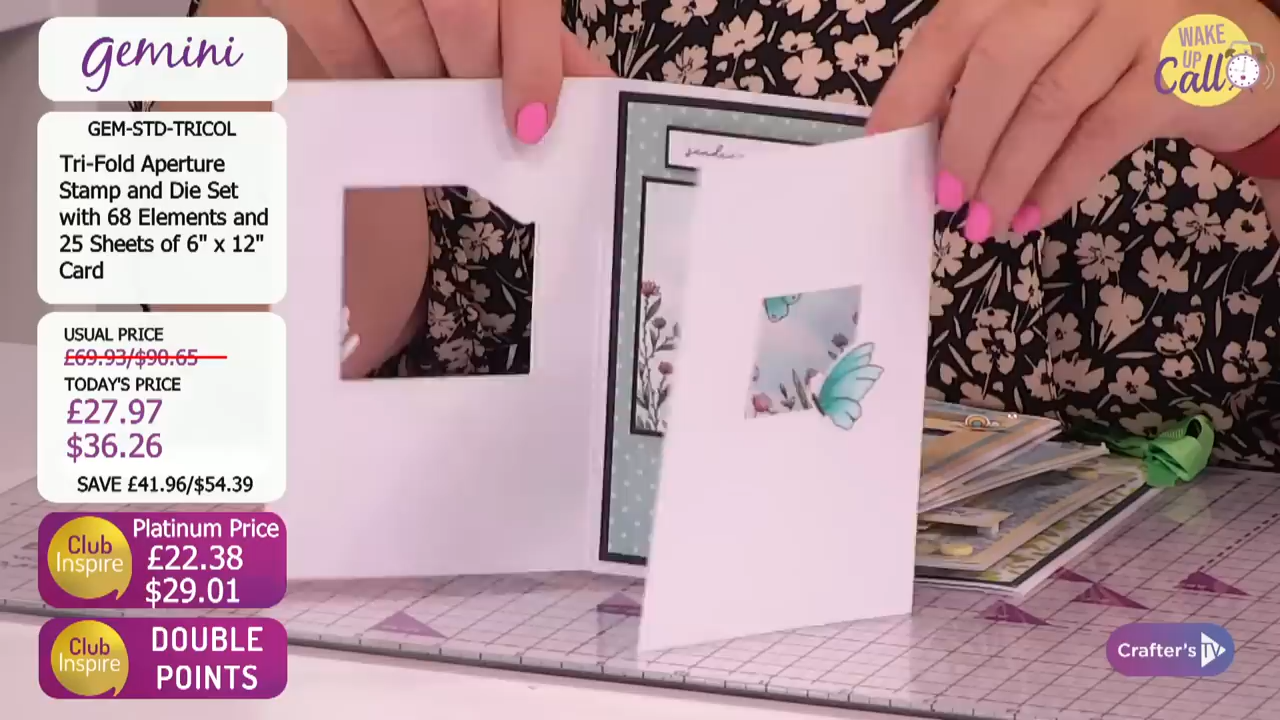 gemini
GEM-STD-TRICOL
Tri-Fold Aperture
Stamp and Die Set
with 68 Elements and
25 Sheets of 6" x 12"
Card
USUAL PRICE
£69.93/$90.65
TODAY'S PRICE
£27.97
$36.26
SAVE £41.96/$54.39
Club
Inspire
Platinum Price
£22.38
$29.01
Club
Inspire
DOUBLE
POINTS
WAKE
UP
Call
Crafter's TV